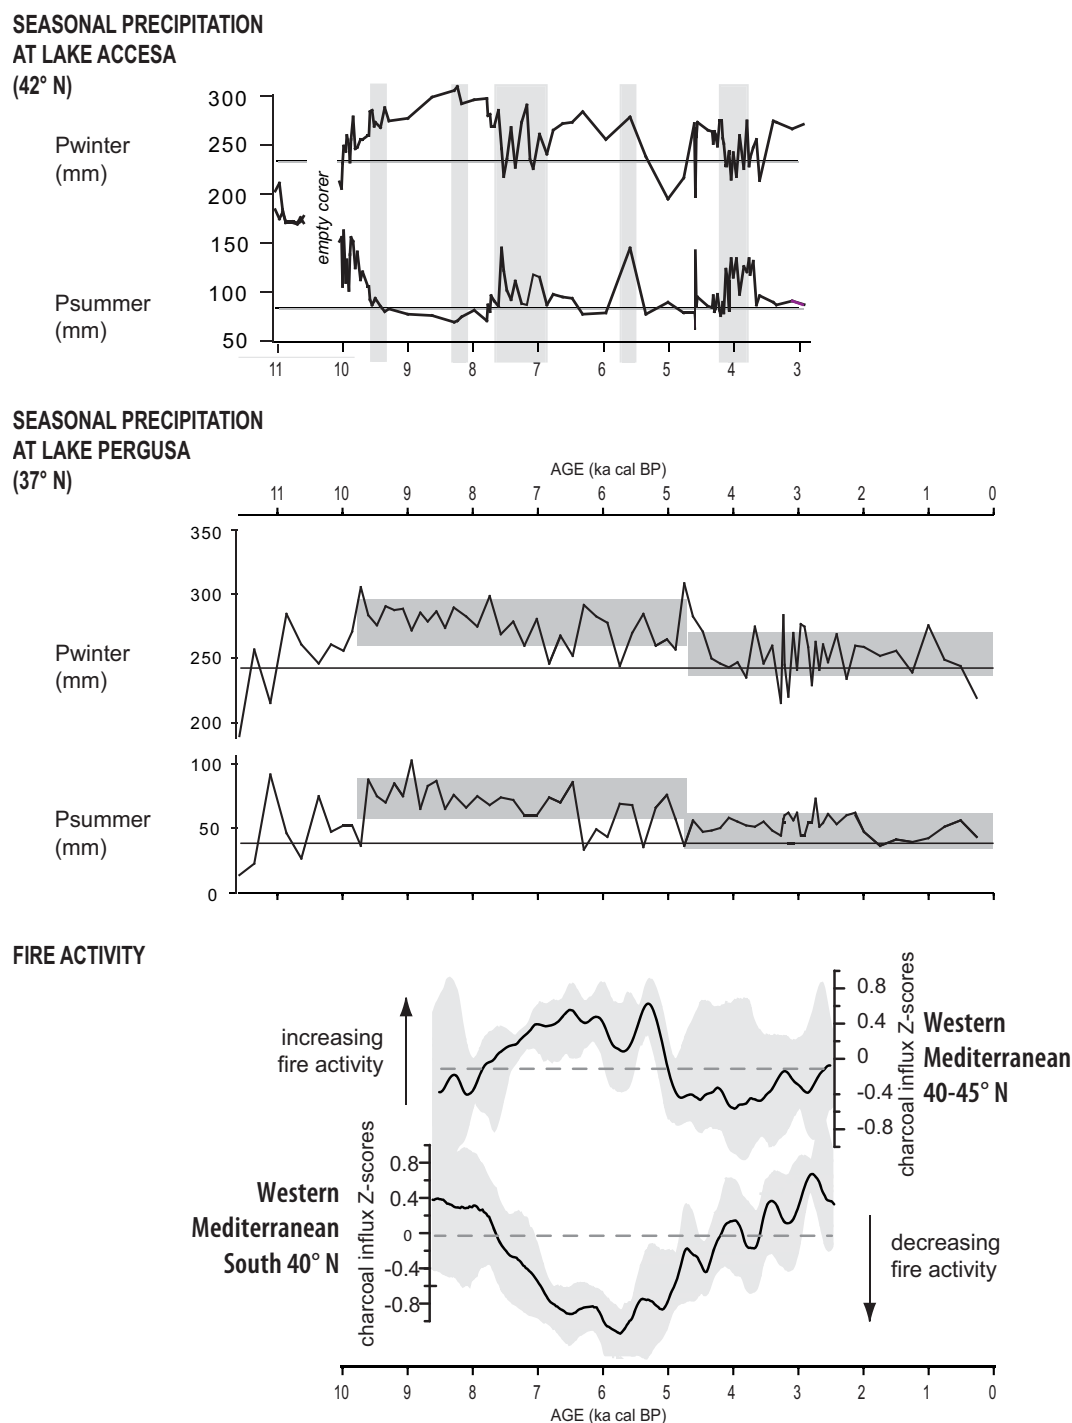 SEASONAL PRECIPITATION
AT LAKE ACCESA
(42° N)
Pwinter
(mm)
300
250
200
150
100
50
empty corer
Psummer
(mm)
11 10 9 8 7 6 5 4 3
SEASONAL PRECIPITATION
AT LAKE PERGUSA
(37° N)
AGE (ka cal BP)
11 10 9 8 7 6 5 4 3 2 1 0
350
300
250
200
Pwinter
(mm)
100
50
0
Psummer
(mm)
FIRE ACTIVITY
increasing
fire activity
0.8
0.4
0
-0.4
-0.8
charcoal influx Z-scores
Western
Mediterranean
40-45° N
Western
Mediterranean
South 40° N
charcoal influx Z-scores
0.8
0.4
0
-0.4
-0.8
decreasing
fire activity
10 9 8 7 6 5 4 3 2 1 0
AGE (ka cal BP)